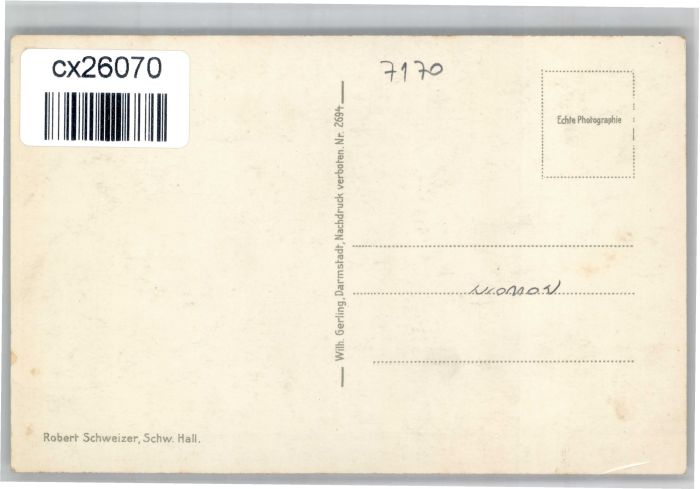 cx26070
7170
Echte Photographie
Wilh. Gerling, Darmstadt, Nachdruck verboten. Nr. 2694
Robert Schweizer, Schw. Hall.